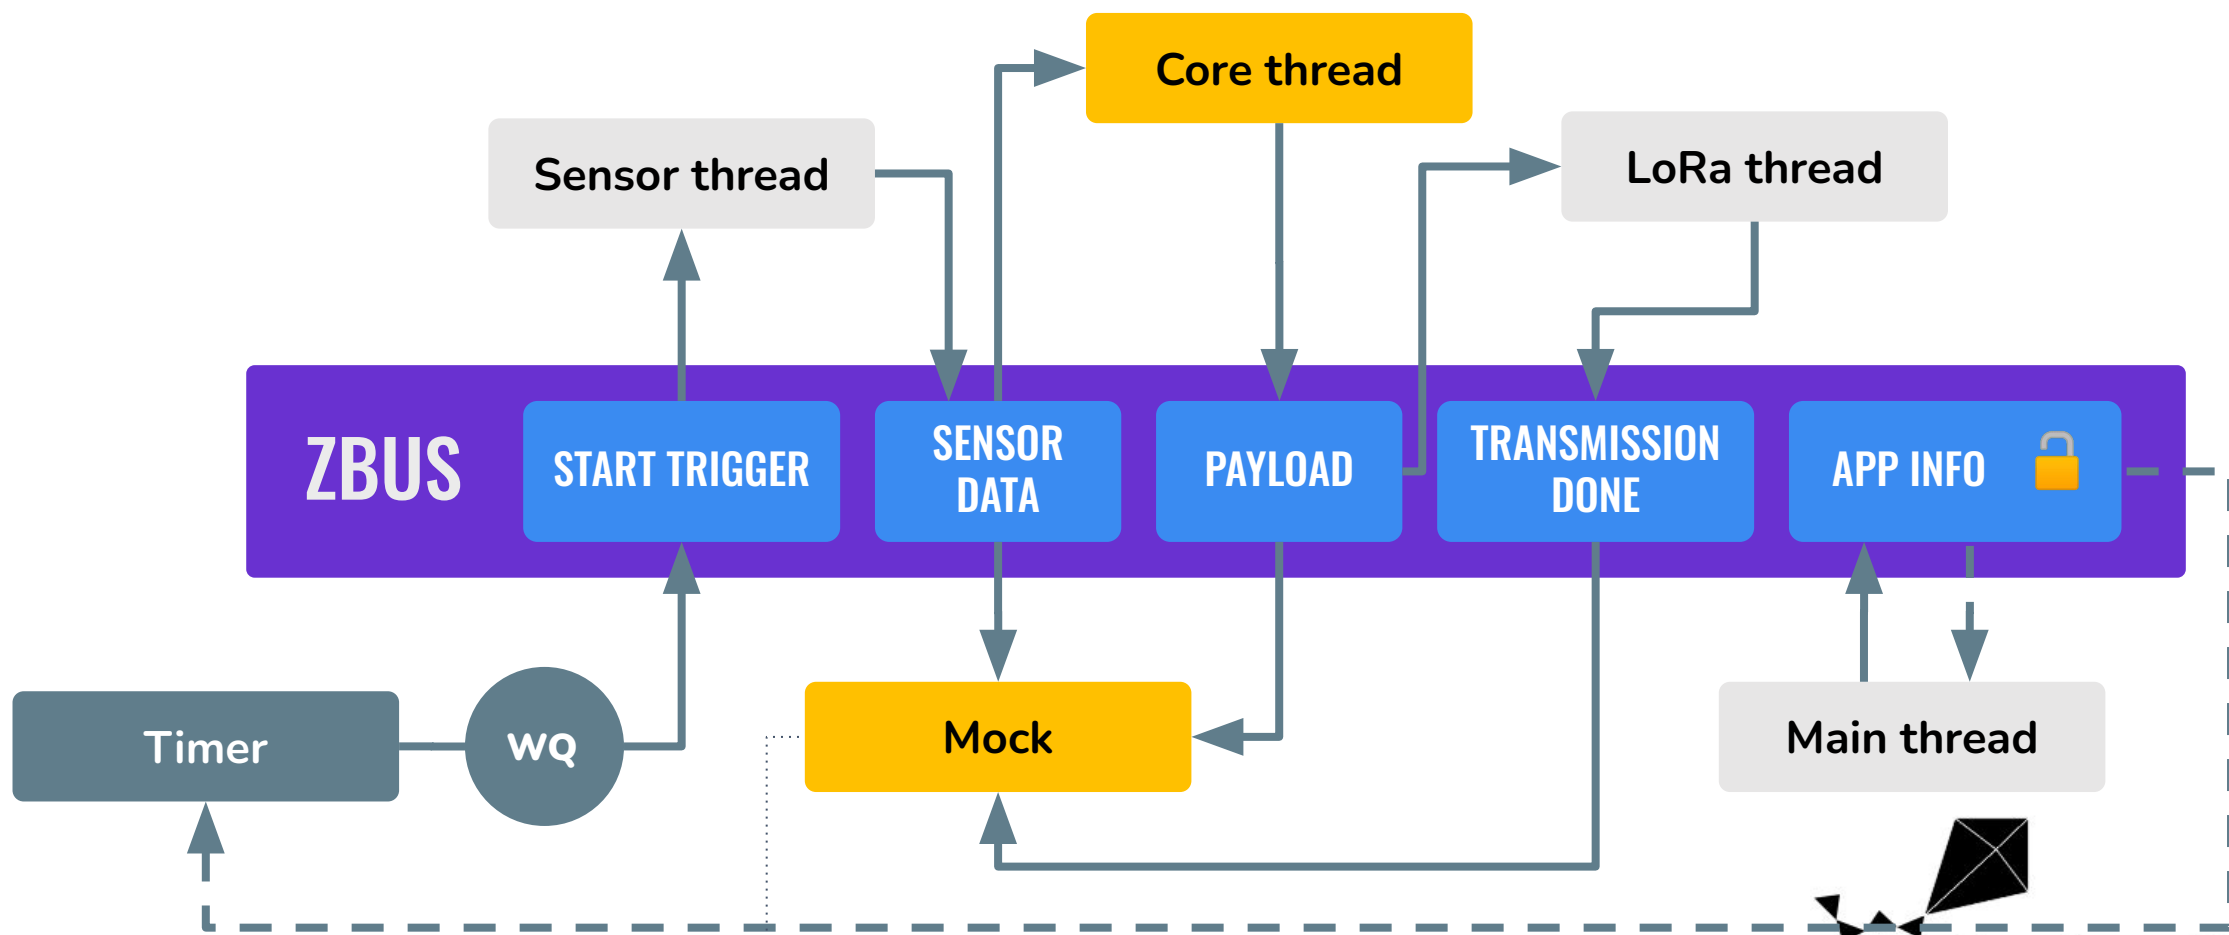 Core thread
Sensor thread
LoRa thread
ZBUS
START TRIGGER
SENSOR
DATA
PAYLOAD
TRANSMISSION
DONE
APP INFO
Timer
WQ
Mock
Main thread